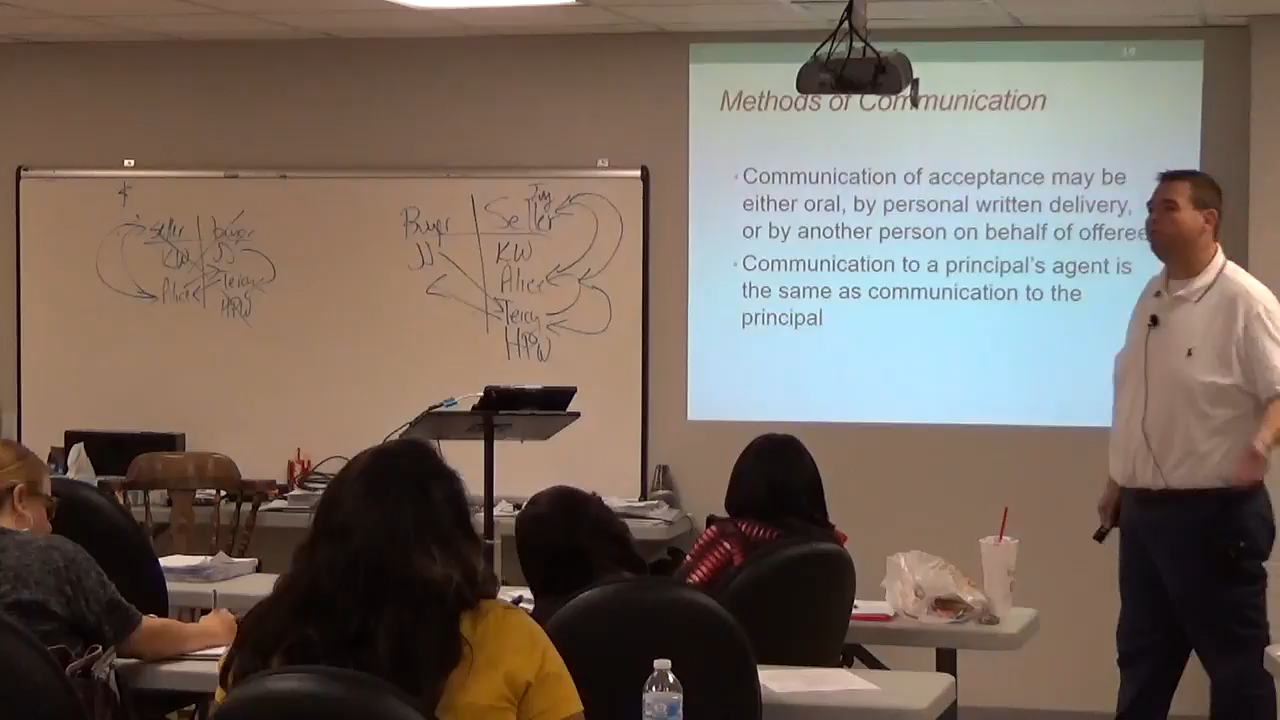 Methods of Communication
Communication of acceptance may be
either oral, by personal written delivery,
or by another person on behalf of offeree
Communication to a principal's agent is
the same as communication to the
principal
Seller buyer
KW JJ
Alice Tercy
HPW
Buyer Seller
JJ KW
Alice
Tercy
HPW